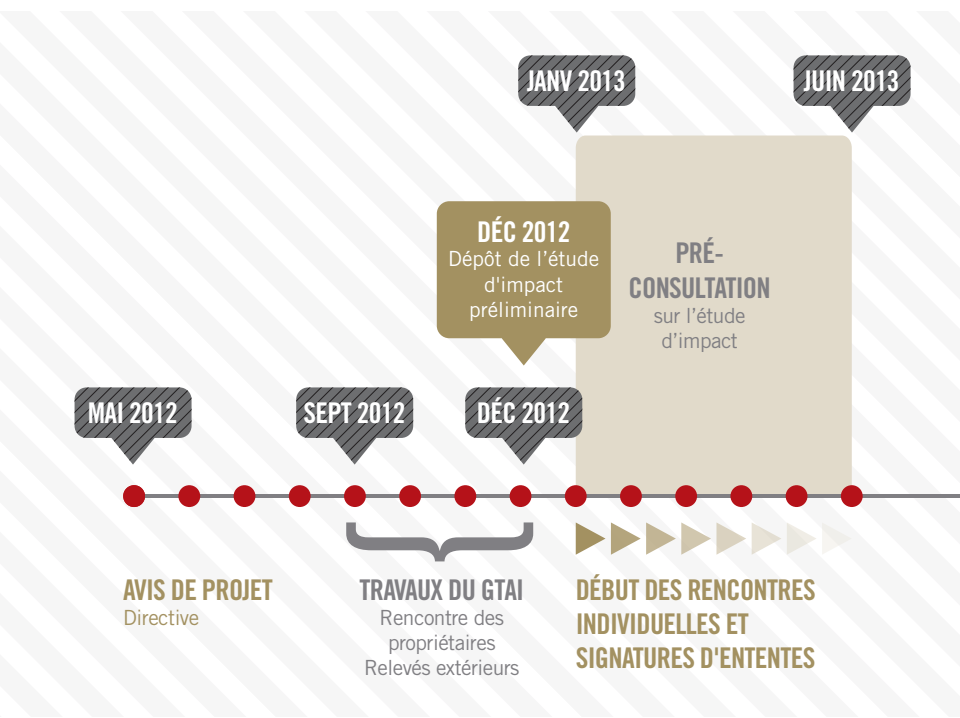 JANV 2013
JUIN 2013
DÉC 2012
Dépôt de l'étude
d'impact
préliminaire
PRÉ-
CONSULTATION
sur l'étude
d'impact
MAI 2012
SEPT 2012
DÉC 2012
AVIS DE PROJET
Directive
TRAVAUX DU GTAI
Rencontre des
propriétaires
Relevés extérieurs
DÉBUT DES RENCONTRES
INDIVIDUELLES ET
SIGNATURES D'ENTENTES